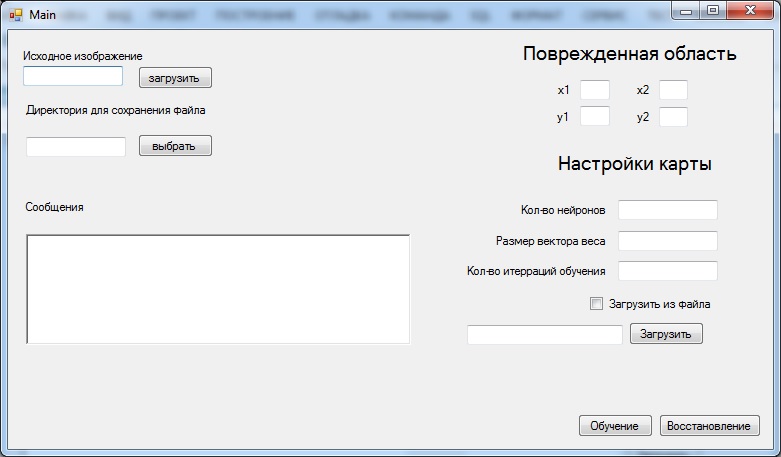 Main
Исходное изображение
загрузить
Директория для сохранения файла
выбрать
Сообщения
Поврежденная область
x1 x2
y1 y2
Настройки карты
Кол-во нейронов
Размер вектора веса
Кол-во итерраций обучения
Загрузить из файла
Загрузить
Обучение Восстановление